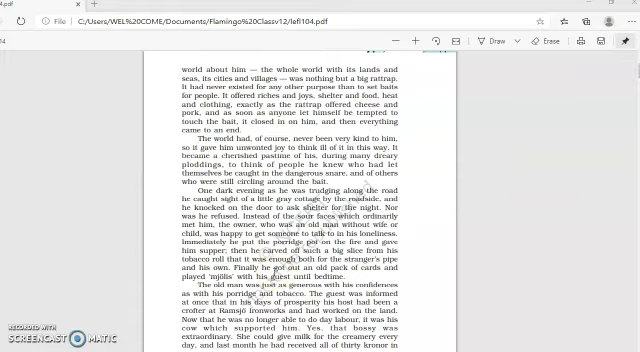 .pdf
File
C:/Users/WEL%20COME/Documents/Flamingo%20Classv12/lefl104.pdf
14
Draw
Erase
world about him — the whole world with its lands and
seas, its cities and villages — was nothing but a big rattrap.
It had never existed for any other purpose than to set baits
for people. It offered riches and joys, shelter and food, heat
and clothing, exactly as the rattrap offered cheese and
pork, and as soon as anyone let himself be tempted to
touch the bait, it closed in on him, and then everything
came to an end.
The world had, of course, never been very kind to him,
so it gave him unwonted joy to think ill of it in this way. It
became a cherished pastime of his, during many dreary
ploddings, to think of people he knew who had let
themselves be caught in the dangerous snare, and of others
who were still circling around the bait.
One dark evening as he was trudging along the road
he caught sight of a little gray cottage by the roadside, and
he knocked on the door to ask shelter for the night. Nor
was he refused. Instead of the sour faces which ordinarily
met him, the owner, who was an old man without wife or
child, was happy to get someone to talk to in his loneliness.
Immediately he put the porridge pot on the fire and gave
him supper; then he carved off such a big slice from his
tobacco roll that it was enough both for the stranger's pipe
and his own. Finally he got out an old pack of cards and
played 'mjölis' with his guest until bedtime.
The old man was just as generous with his confidences
as with his porridge and tobacco. The guest was informed
at once that in his days of prosperity his host had been a
crofter at Ramsjö Ironworks and had worked on the land.
Now that he was no longer able to do day labour, it was his
cow which supported him. Yes, that bossy was
extraordinary. She could give milk for the creamery every
day, and last month he had received all of thirty kronor in
RECORDED WITH
SCREENCAST MATIC